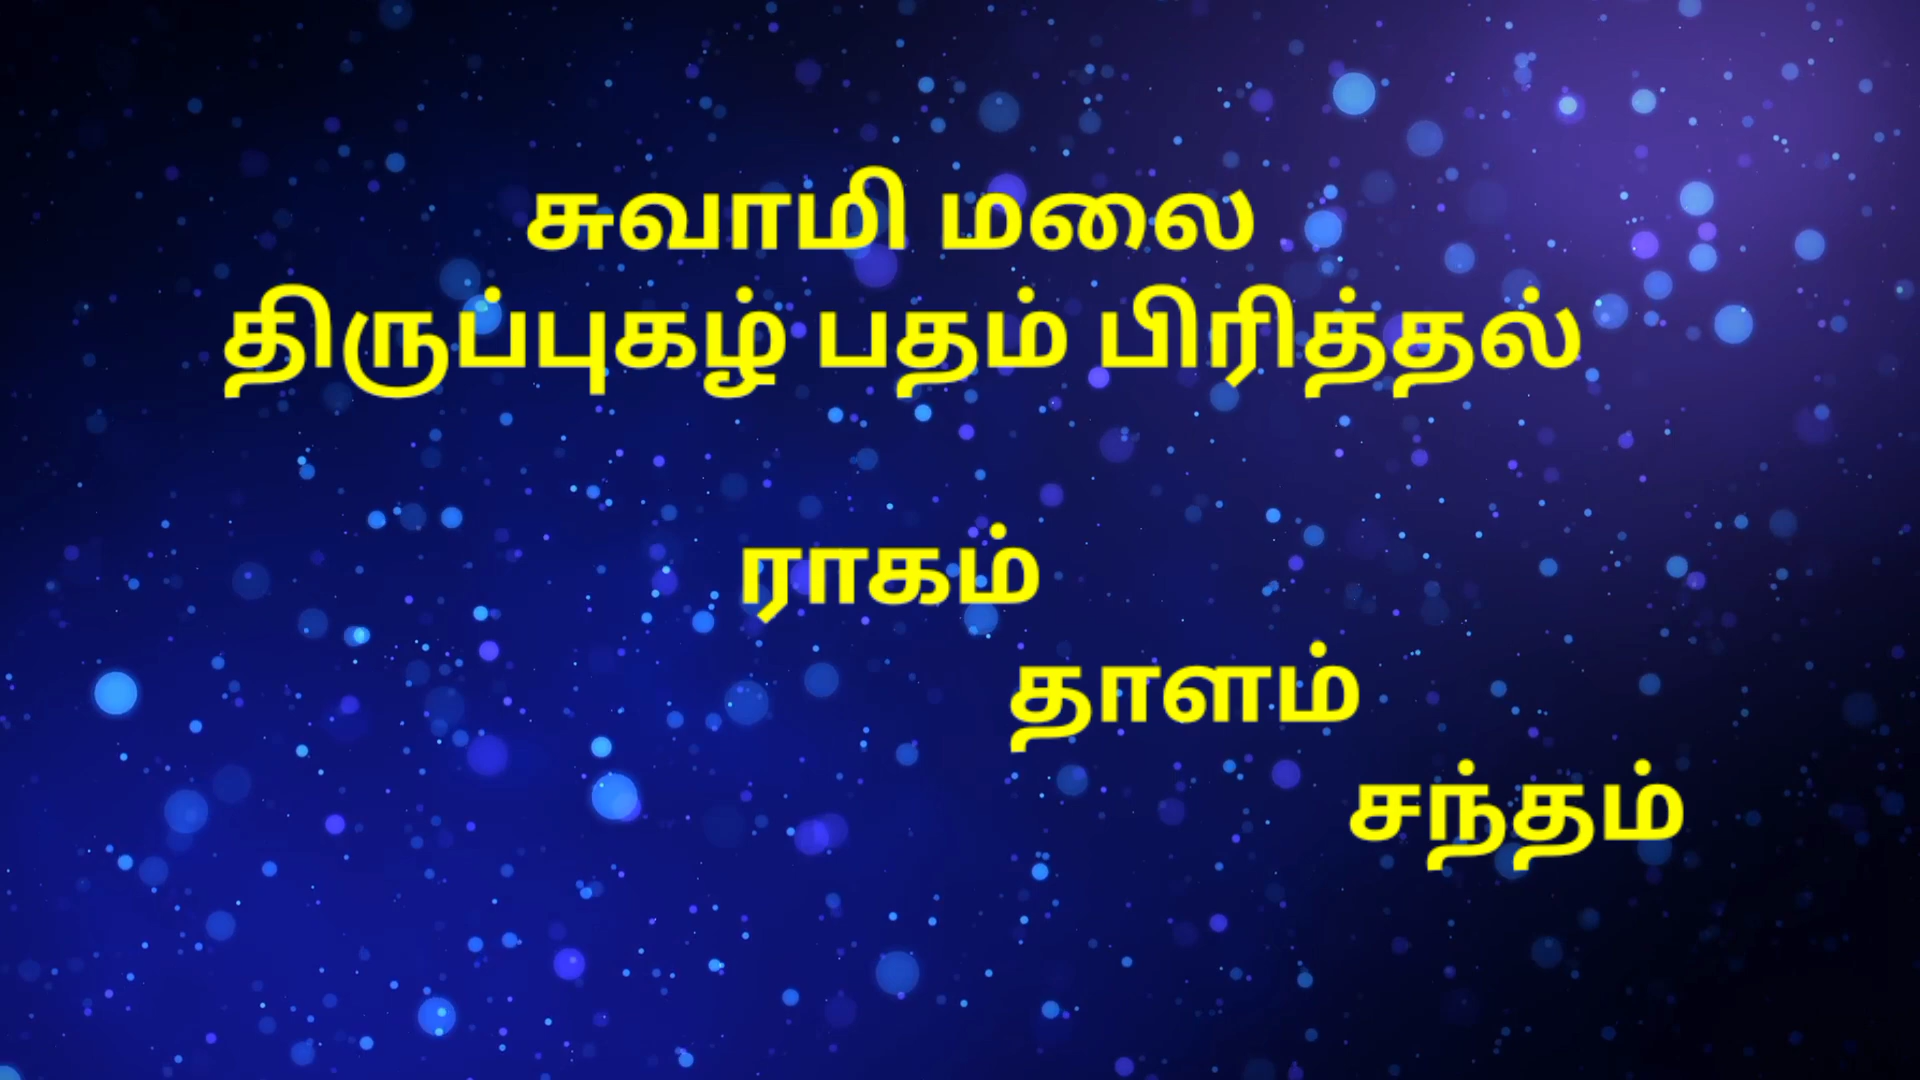 சுவாமி மலை
திருப்புகழ் பதம் பிரித்தல்
ராகம்
தாளம்
சந்தம்